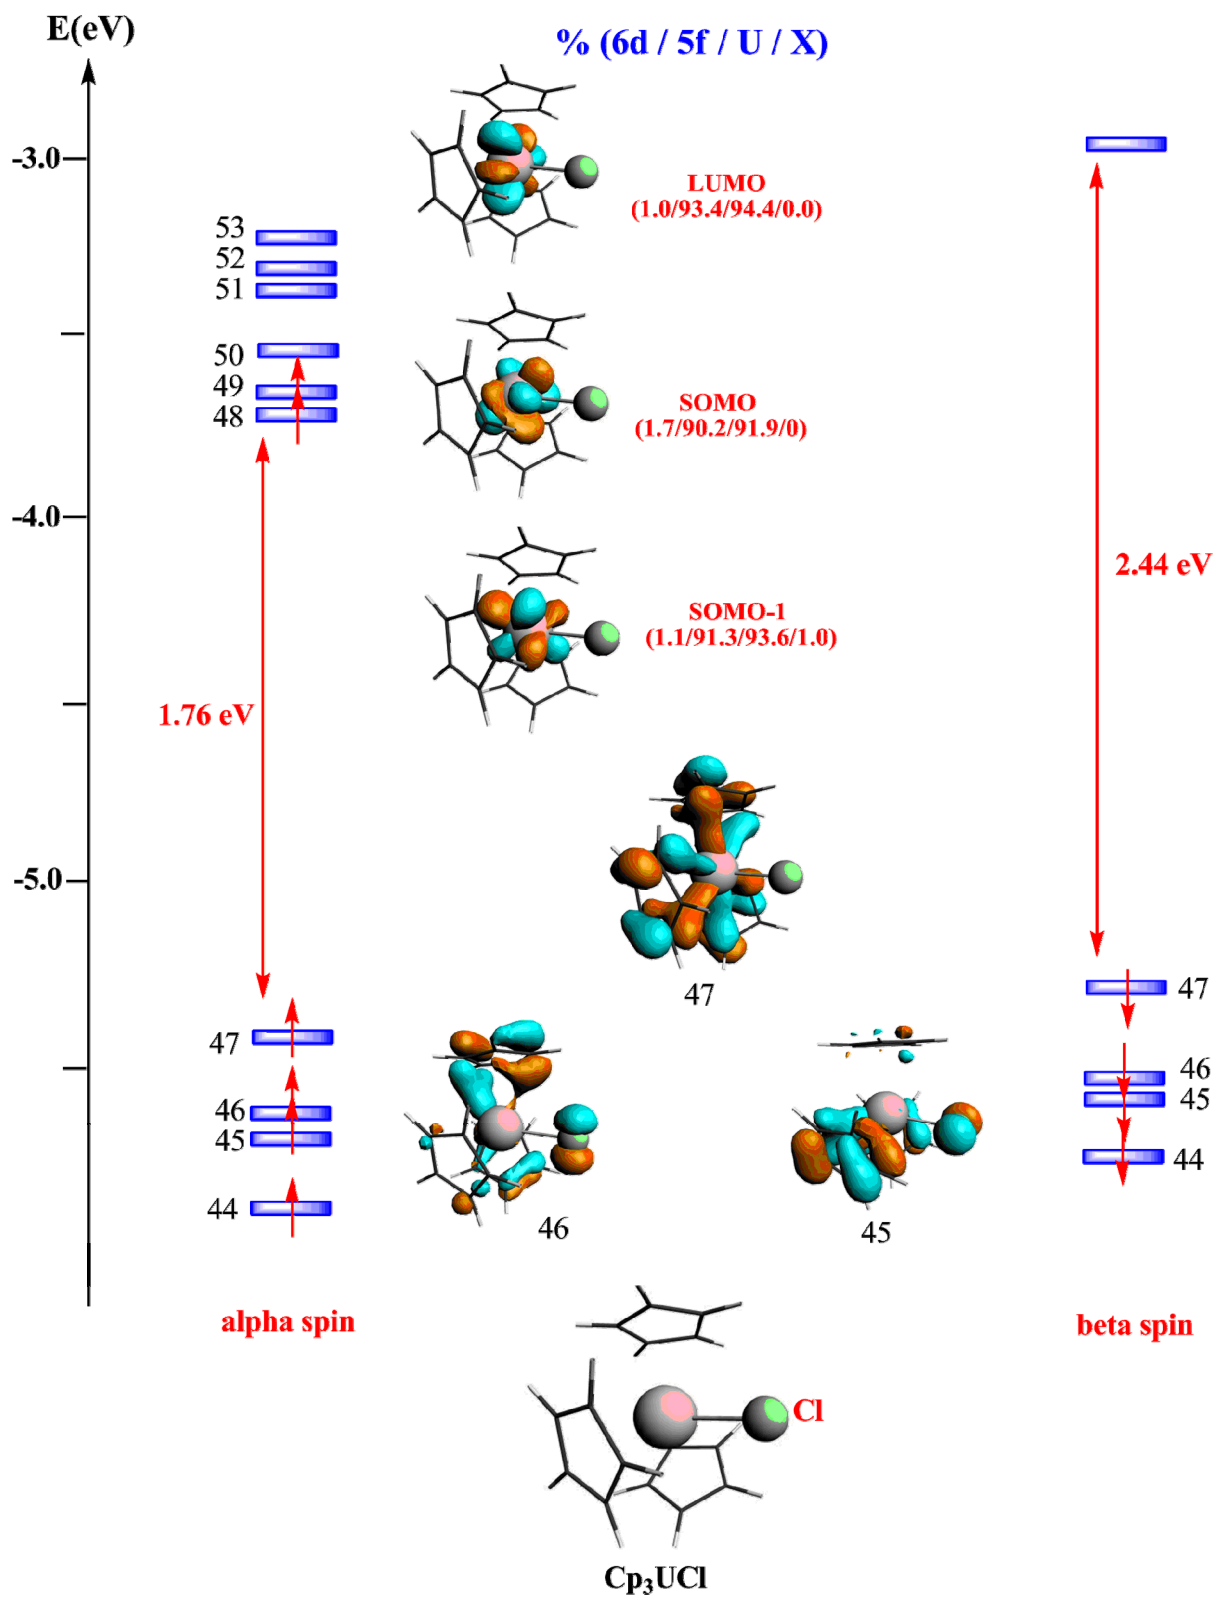 E(eV)
% (6d / 5f / U / X)
-3.0
LUMO
(1.0/93.4/94.4/0.0)
53
52
51
50
49
48
SOMO
(1.7/90.2/91.9/0)
-4.0
2.44 eV
SOMO-1
(1.1/91.3/93.6/1.0)
1.76 eV
-5.0
47
47
47
46
45
44
46
45
44
46
45
alpha spin
beta spin
Cl
Cp₃UCl